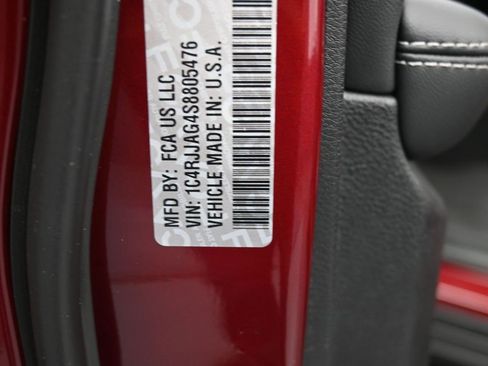 MFD BY: FCA US LLC
VIN: 1C4RJJAG4S8805476
VEHICLE MADE IN: U.S.A.